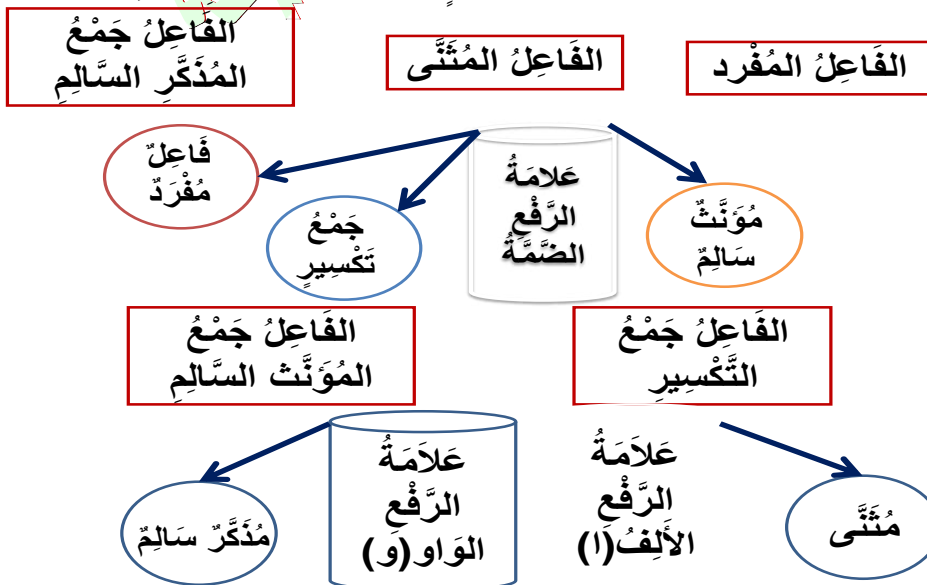 الفَاعِلُ المُفْرد
الفَاعِلُ المُثَنَّى
الفَاعِلُ جَمْعُ
المُذَكَّرِ السَّالِمِ
مُؤَنَّثٌ
سَالِمٌ
عَلامَةُ
الرَّفْعِ
الضَّمَّةُ
جَمْعُ
تَكْسِيرٍ
فَاعِلٌ
مُفْرَدٌ
الفَاعِلُ جَمْعُ
التَّكْسِيرِ
الفَاعِلُ جَمْعُ
المُؤَنَّث السَّالِمِ
مُثَنَّى
عَلاَمَةُ
الرَّفْعِ
الأَلِفُ(ا)
عَلاَمَةُ
الرَّفْعِ
الوَاو(و)
مُذَكَّرٌ سَالِمٌ